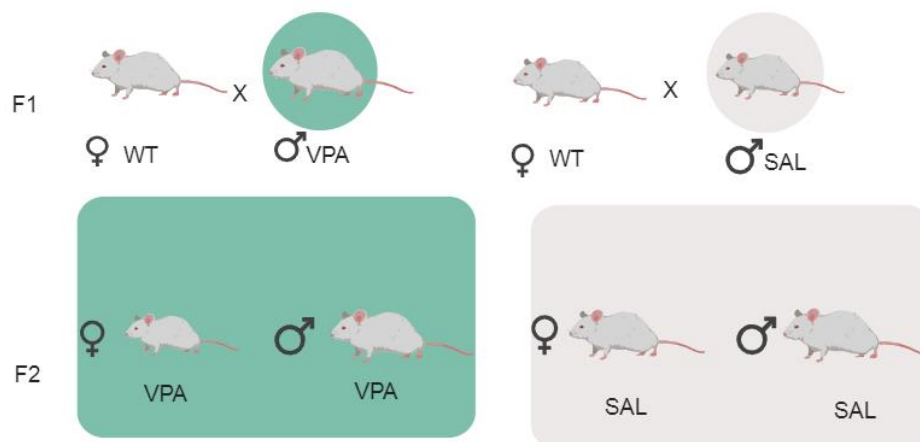 F1
♀ WT X ♂ VPA
♀ WT X ♂ SAL
F2
♀ VPA ♂ VPA
♀ SAL ♂ SAL